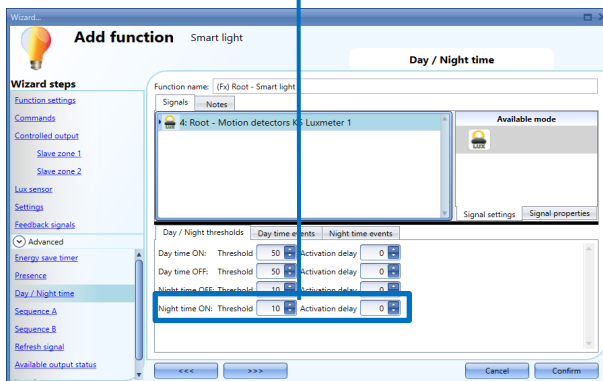 Wizard...
Add function Smart light
Day / Night time
Wizard steps
Function settings
Commands
Controlled output
Slave zone 1
Slave zone 2
Lux sensor
Settings
Feedback signals
Advanced
Energy save timer
Presence
Day / Night time
Sequence A
Sequence B
Refresh signal
Available output status
Function name: (Fx) Root - Smart light
Signals Notes
LUX 4: Root - Motion detectors KS Luxmeter 1
Available mode
LUX
Signal settings Signal properties
Day / Night thresholds Day time events Night time events
Day time ON: Threshold 50 Activation delay 0
Day time OFF: Threshold 50 Activation delay 0
Night time OFF: Threshold 10 Activation delay 0
Night time ON: Threshold 10 Activation delay 0
<<< >>> Cancel Confirm